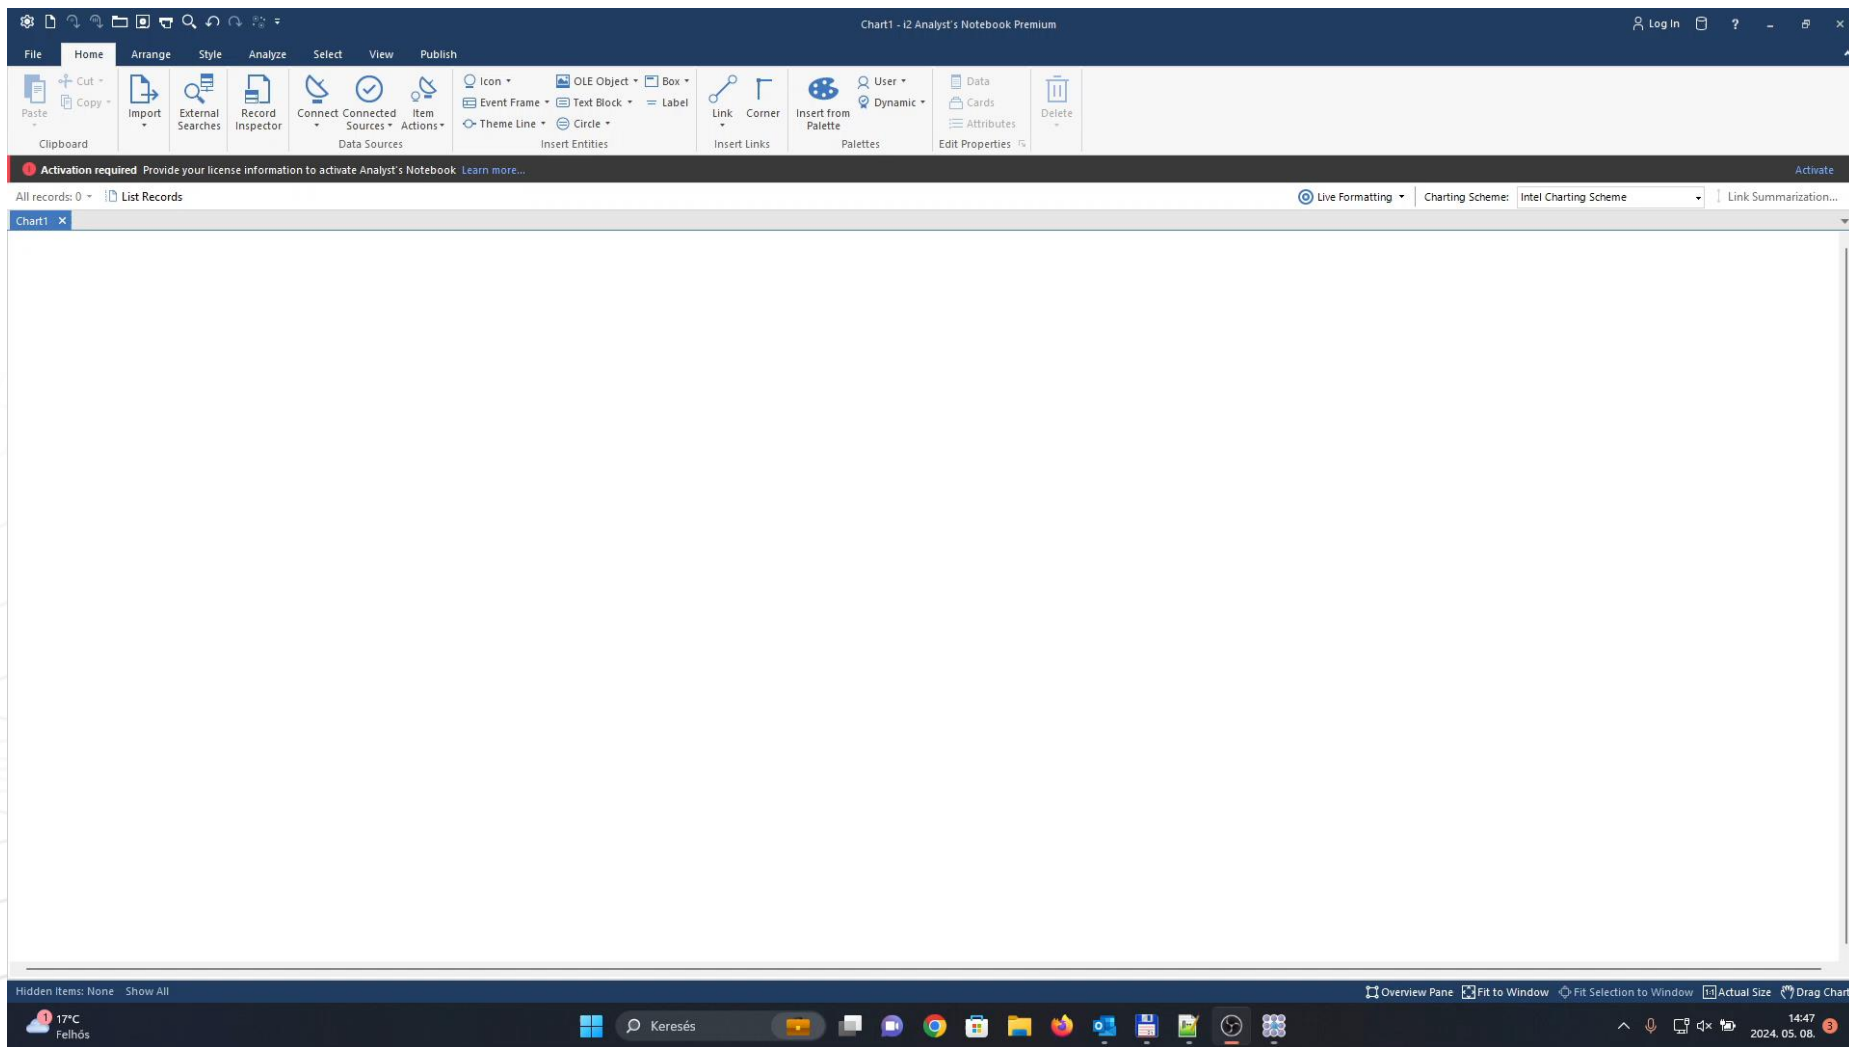 Chart1 - i2 Analyst's Notebook Premium
Log In
?
File Home Arrange Style Analyze Select View Publish
Paste
Cut
Copy
Clipboard
Import
External Searches
Record Inspector
Connect
Connected Sources
Item Actions
Data Sources
Icon
Event Frame
Theme Line
OLE Object
Text Block
Circle
Box
Label
Insert Entities
Link
Corner
Insert Links
Insert from Palette
User
Dynamic
Palettes
Data
Cards
Attributes
Edit Properties
Delete
Activation required Provide your license information to activate Analyst's Notebook Learn more...
Activate
All records: 0 List Records
Live Formatting
Charting Scheme: Intel Charting Scheme
Link Summarization...
Chart1
Hidden Items: None Show All
Overview Pane Fit to Window Fit Selection to Window 1:1 Actual Size Drag Chart
1
17°C
Felhős
Keresés
14:47
2024. 05. 08.
3